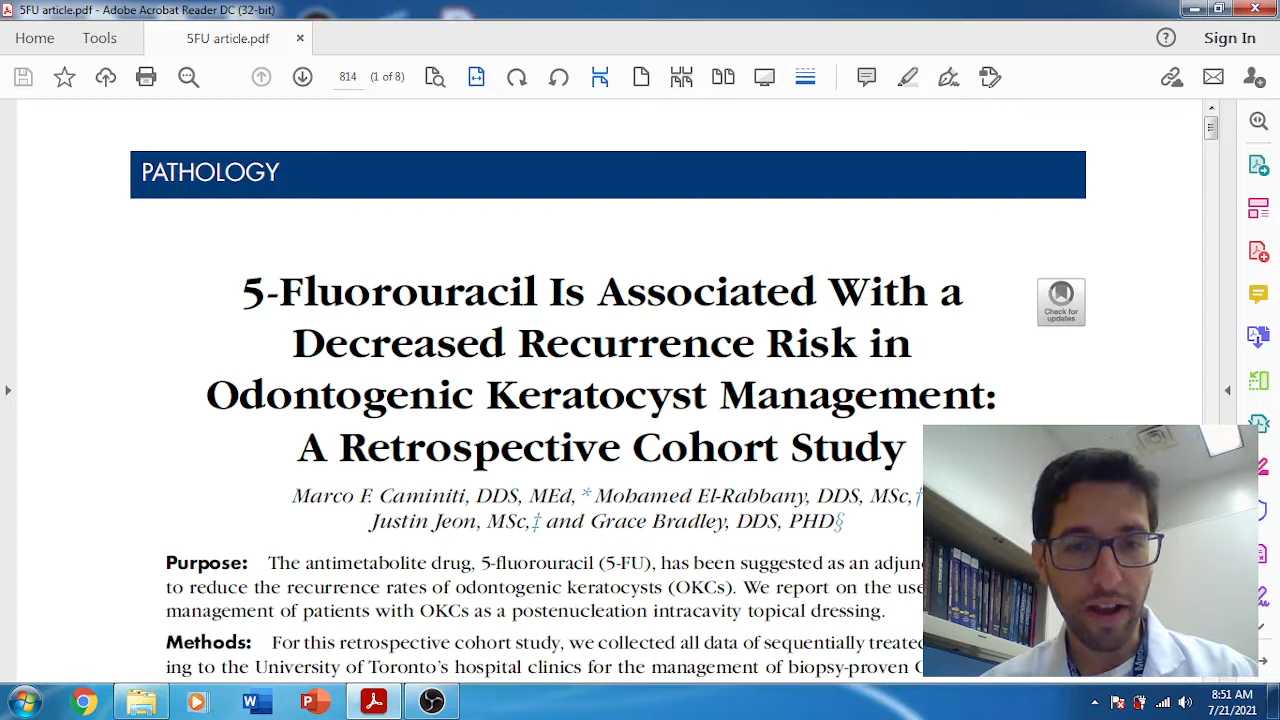 5FU article.pdf - Adobe Acrobat Reader DC (32-bit)
Home Tools 5FU article.pdf × ? Sign In
814 (1 of 8)
PATHOLOGY
5-Fluorouracil Is Associated With a
Decreased Recurrence Risk in
Odontogenic Keratocyst Management:
A Retrospective Cohort Study
Check for
updates
Marco F. Caminiti, DDS, MEd,* Mohamed El-Rabbany, DDS, MSc,†
Justin Jeon, MSc,‡ and Grace Bradley, DDS, PHD§
Purpose: The antimetabolite drug, 5-fluorouracil (5-FU), has been suggested as an adjun
to reduce the recurrence rates of odontogenic keratocysts (OKCs). We report on the use
management of patients with OKCs as a postenucleation intracavity topical dressing.
Methods: For this retrospective cohort study, we collected all data of sequentially treated
ing to the University of Toronto's hospital clinics for the management of biopsy-proven
8:51 AM
7/21/2021